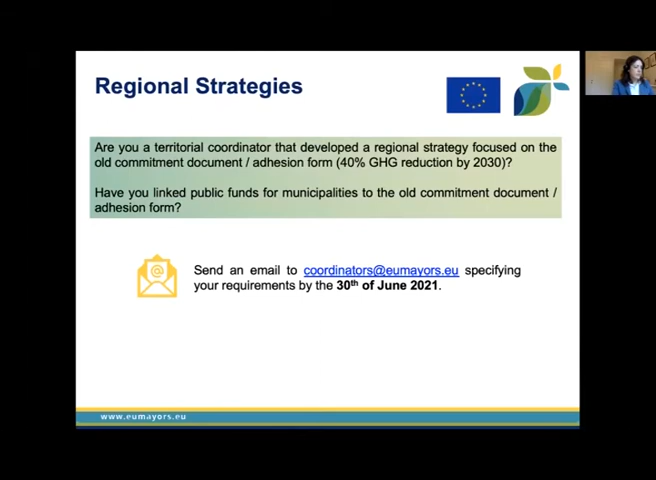 Regional Strategies
Are you a territorial coordinator that developed a regional strategy focused on the
old commitment document / adhesion form (40% GHG reduction by 2030)?
Have you linked public funds for municipalities to the old commitment document /
adhesion form?
@
Send an email to coordinators@eumayors.eu specifying
your requirements by the 30th of June 2021.
www.eumayors.eu